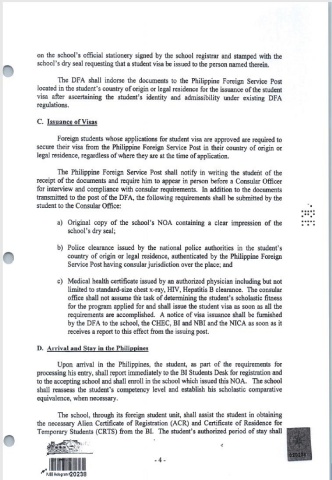 on the school's official stationery signed by the school registrar and stamped with the
school's dry seal requesting that a student visa be issued to the person named therein.
The DFA shall indorse the documents to the Philippine Foreign Service Post
located in the student's country of origin or legal residence for the issuance of the student
visa after ascertaining the student's identity and admissibility under existing DFA
regulations.
C. Issuance of Visas
Foreign students whose applications for student visa are approved are required to
secure their visa from the Philippine Foreign Service Post in their country of origin or
legal residence, regardless of where they are at the time of application.
The Philippine Foreign Service Post shall notify in writing the student of the
receipt of the documents and require him to appear in person before a Consular Officer
for interview and compliance with consular requirements. In addition to the documents
transmitted to the post of the DFA, the following requirements shall be submitted by the
student to the Consular Office:
a) Original copy of the school's NOA containing a clear impression of the
school's dry seal;
b) Police clearance issued by the national police authorities in the student's
country of origin or legal residence, authenticated by the Philippine Foreign
Service Post having consular jurisdiction over the place; and
c) Medical health certificate issued by an authorized physician including but not
limited to standard-size chest x-ray, HIV, Hepatitis B clearance. The consular
office shall not assume the task of determining the student's scholastic fitness
for the program applied for and shall issue the student visa as soon as all the
requirements are accomplished. A notice of visa issuance shall be furnished
by the DFA to the school, the CHEC, BI and NBI and the NICA as soon as it
receives a report to this effect from the issuing post.
D. Arrival and Stay in the Philippines
Upon arrival in the Philippines, the student, as part of the requirements for
processing his entry, shall report immediately to the BI Students Desk for registration and
to the accepting school and shall enroll in the school which issued this NOA. The school
shall reassess the student's competency level and establish his scholastic comparative
equivalence, when necessary.
The school, through its foreign student unit, shall assist the student in obtaining
the necessary Alien Certificate of Registration (ACR) and Certificate of Residence for
Temporary Students (CRTS) from the BI. The student's authorized period of stay shall
- 4 -